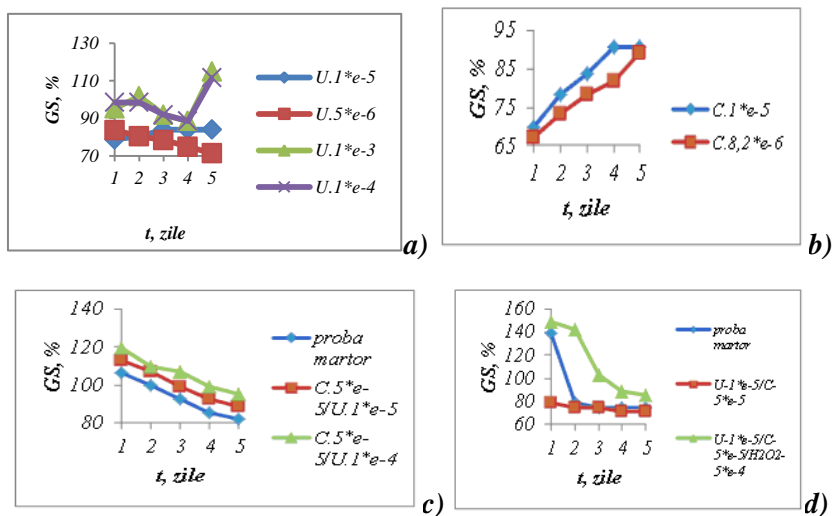 130
110
90
70
GS, %
1 2 3 4 5
t, zile
U.1*e-5
U.5*e-6
U.1*e-3
U.1*e-4
a)
95
85
75
65
GS, %
1 2 3 4 5
t, zile
C.1*e-5
C.8,2*e-6
b)
140
120
100
80
GS, %
1 2 3 4 5
t, zile
proba
martor
C.5*e-
5/U.1*e-5
C.5*e-
5/U.1*e-4
c)
160
140
120
100
80
60
GS, %
1 2 3 4 5
t, zile
proba
martor
U-1*e-5/C-
5*e-5
U-1*e-5/C-
5*e-5/H2O2-
5*e-4
d)